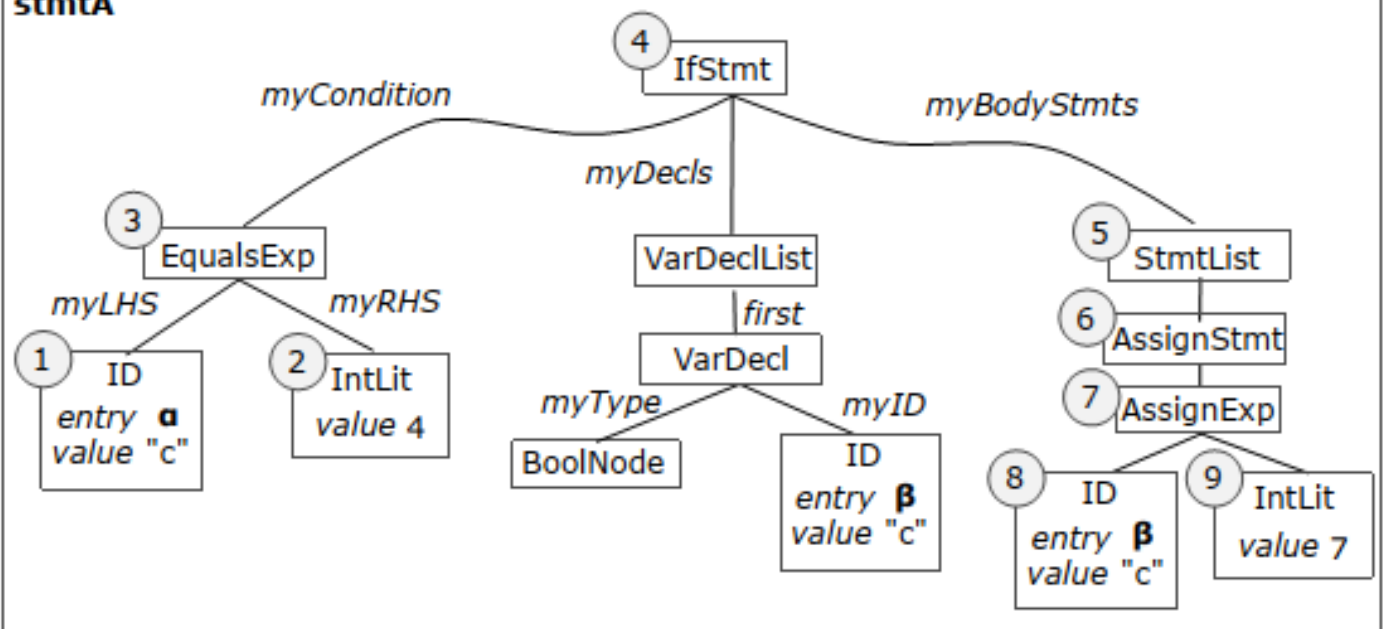 stmtA
4
IfStmt
myCondition
myBodyStmts
myDecls
3
EqualsExp
VarDeclList
5
StmtList
myLHS
myRHS
first
6
AssignStmt
1
ID
entry α
value "c"
2
IntLit
value 4
VarDecl
7
AssignExp
myType
myID
BoolNode
ID
entry β
value "c"
8
ID
entry β
value "c"
9
IntLit
value 7